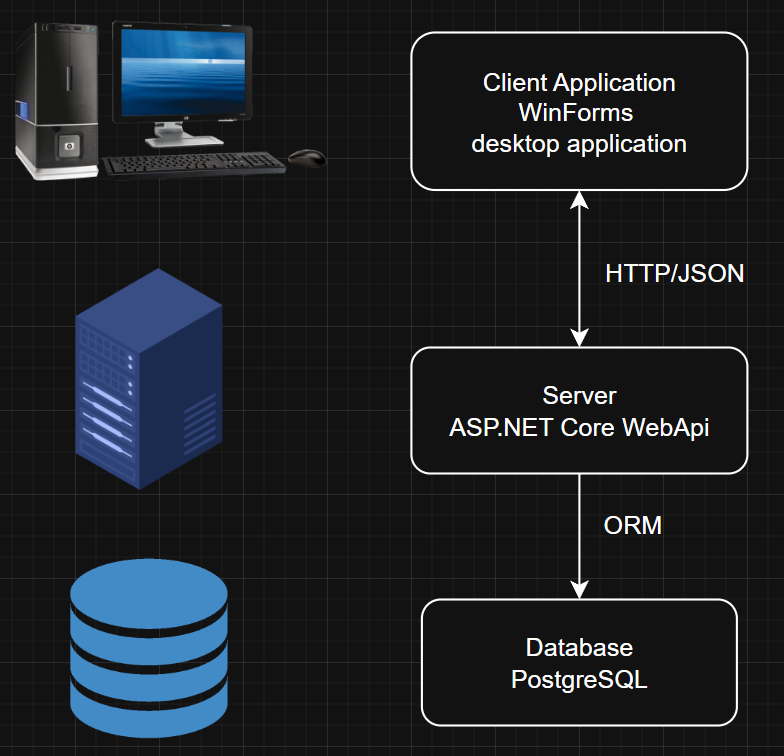 Client Application
WinForms
desktop application
HTTP/JSON
Server
ASP.NET Core WebApi
ORM
Database
PostgreSQL